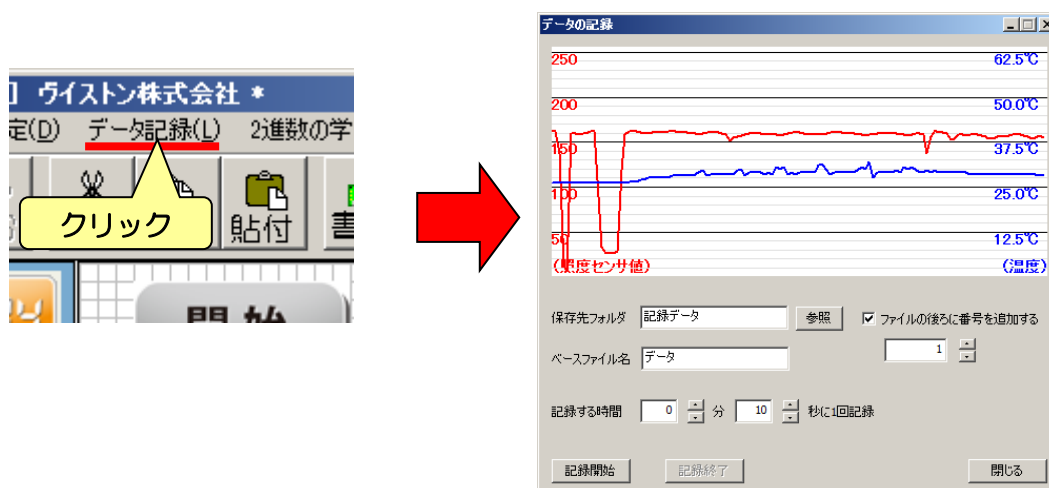 ヴイストン株式会社 *
定(D) データ記録(L) 2進数の学
クリック
貼付
書
開始
データの記録
250 62.5℃
200 50.0℃
150 37.5℃
100 25.0℃
50 12.5℃
(照度センサ値) (温度)
保存先フォルダ 記録データ 参照 ファイルの後ろに番号を追加する
ベースファイル名 データ 1
記録する時間 0 分 10 秒に1回記録
記録開始 記録終了 閉じる